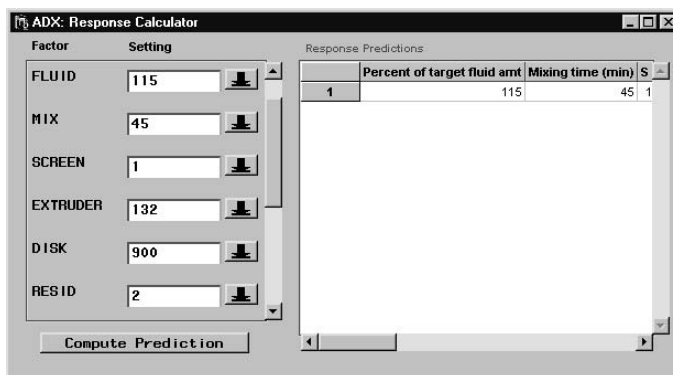 ADX: Response Calculator
Factor Setting
FLUID 115
MIX 45
SCREEN 1
EXTRUDER 132
DISK 900
RESID 2
Compute Prediction
Response Predictions
Percent of target fluid amt Mixing time (min) S
1 115 45 1